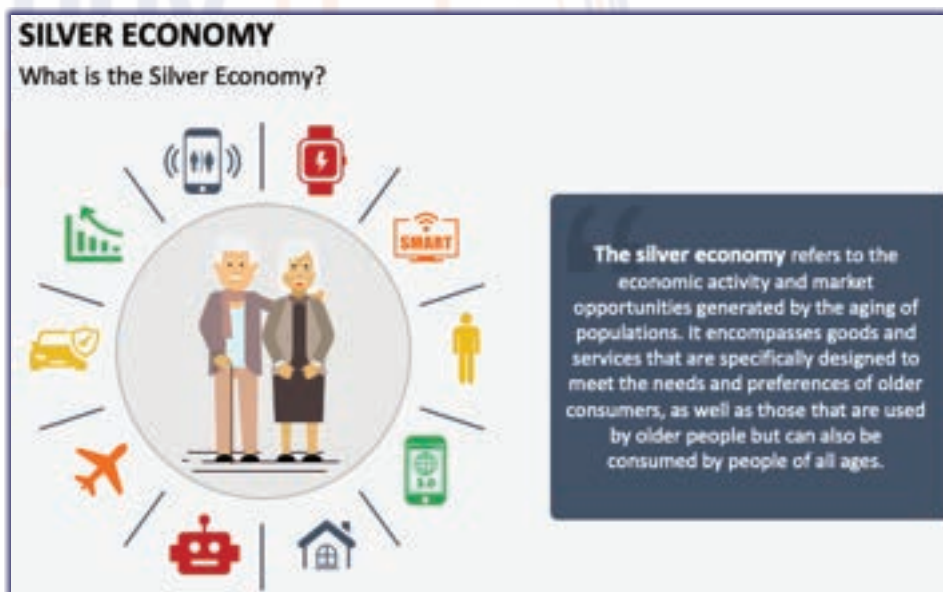 SILVER ECONOMY
What is the Silver Economy?
SMART
The silver economy refers to the
economic activity and market
opportunities generated by the aging of
populations. It encompasses goods and
services that are specifically designed to
meet the needs and preferences of older
consumers, as well as those that are used
by older people but can also be
consumed by people of all ages.